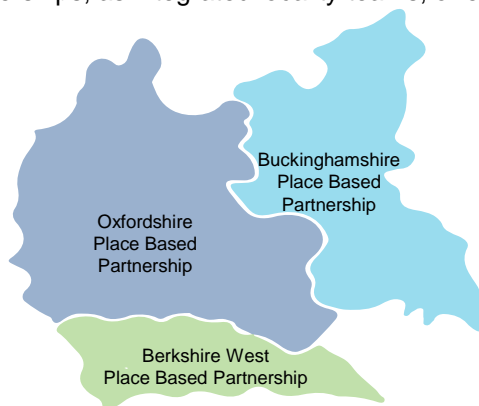 Buckinghamshire
Place Based
Partnership
Oxfordshire
Place Based
Partnership
Berkshire West
Place Based Partnership